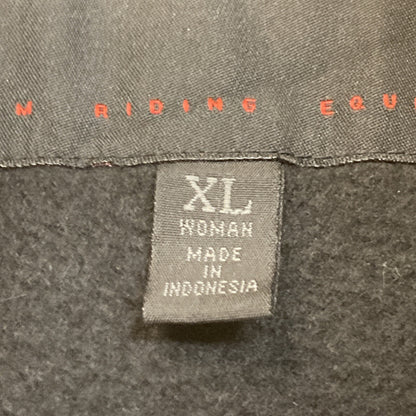 M RIDING EQU
XL
WOMAN
MADE
IN
INDONESIA